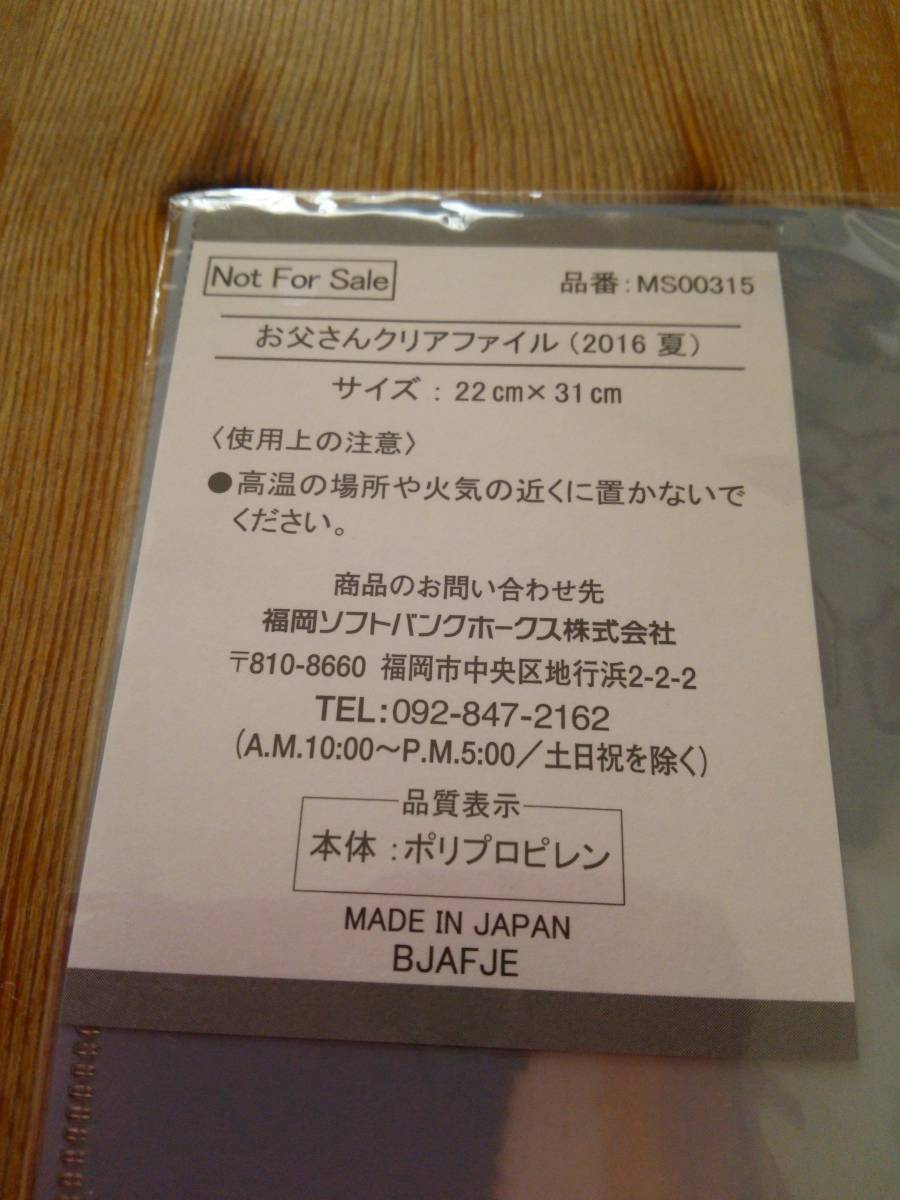 Not For Sale
品番:MS00315
お父さんクリアファイル(2016 夏)
サイズ : 22㎝×31㎝
〈使用上の注意〉
●高温の場所や火気の近くに置かないで
ください。
商品のお問い合わせ先
福岡ソフトバンクホークス株式会社
〒810-8660 福岡市中央区地行浜2-2-2
TEL:092-847-2162
(A.M.10:00～P.M.5:00/土日祝を除く)
品質表示
本体 :ポリプロピレン
MADE IN JAPAN
BJAFJE